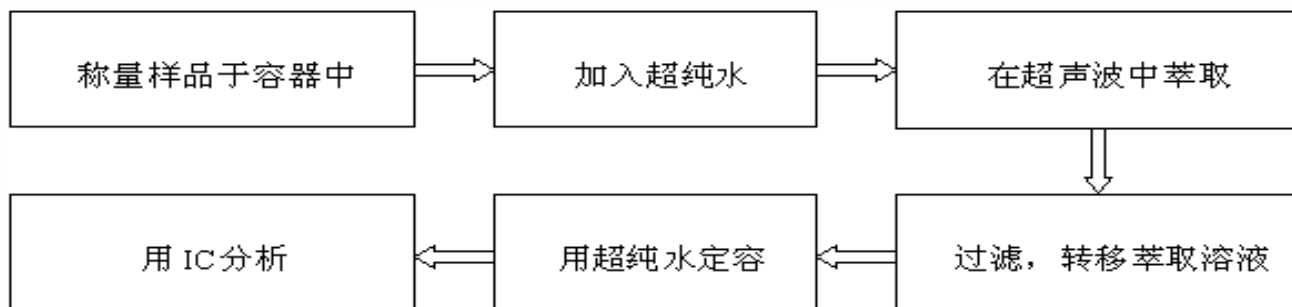 称量样品于容器中
加入超纯水
在超声波中萃取
过滤，转移萃取溶液
用超纯水定容
用 IC分析